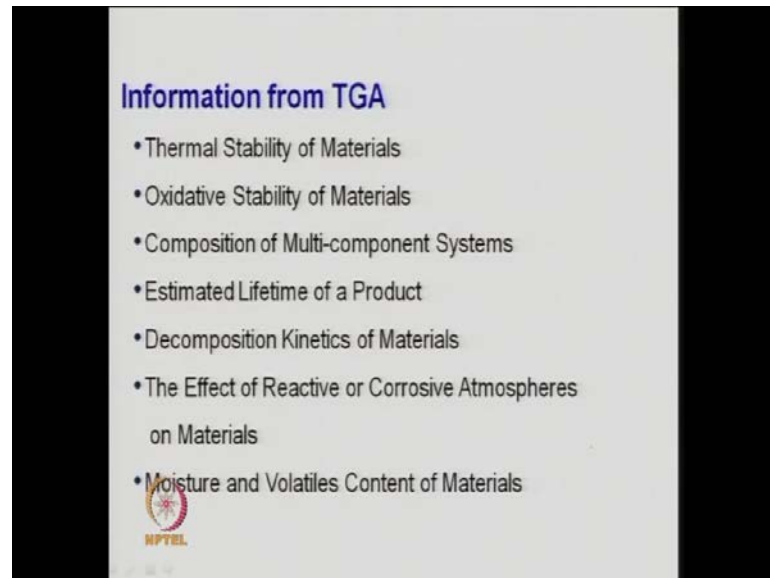 Information from TGA
• Thermal Stability of Materials
• Oxidative Stability of Materials
• Composition of Multi-component Systems
• Estimated Lifetime of a Product
• Decomposition Kinetics of Materials
• The Effect of Reactive or Corrosive Atmospheres
on Materials
• Moisture and Volatiles Content of Materials
NPTEL